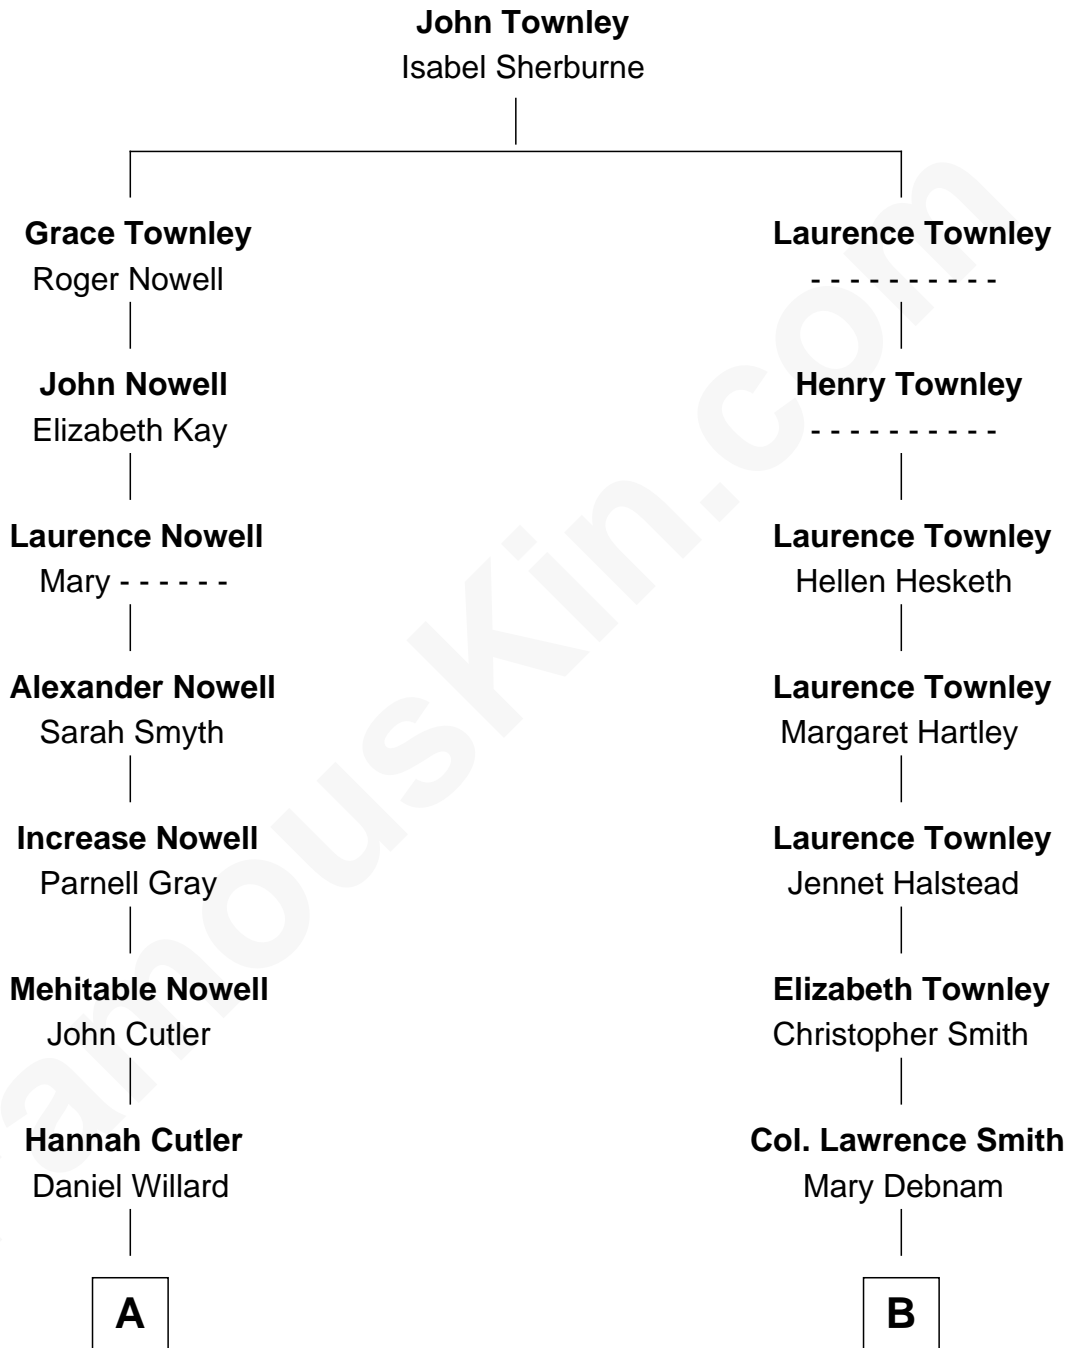 John Townley
Isabel Sherburne
Grace Townley
Roger Nowell
Laurence Townley
- - - - - - - - - -
John Nowell
Elizabeth Kay
Henry Townley
- - - - - - - - - -
Laurence Nowell
Mary - - - - - -
Laurence Townley
Hellen Hesketh
Alexander Nowell
Sarah Smyth
Laurence Townley
Margaret Hartley
Increase Nowell
Parnell Gray
Laurence Townley
Jennet Halstead
Mehitable Nowell
John Cutler
Elizabeth Townley
Christopher Smith
Hannah Cutler
Daniel Willard
Col. Lawrence Smith
Mary Debnam
A
B
amousKin.com